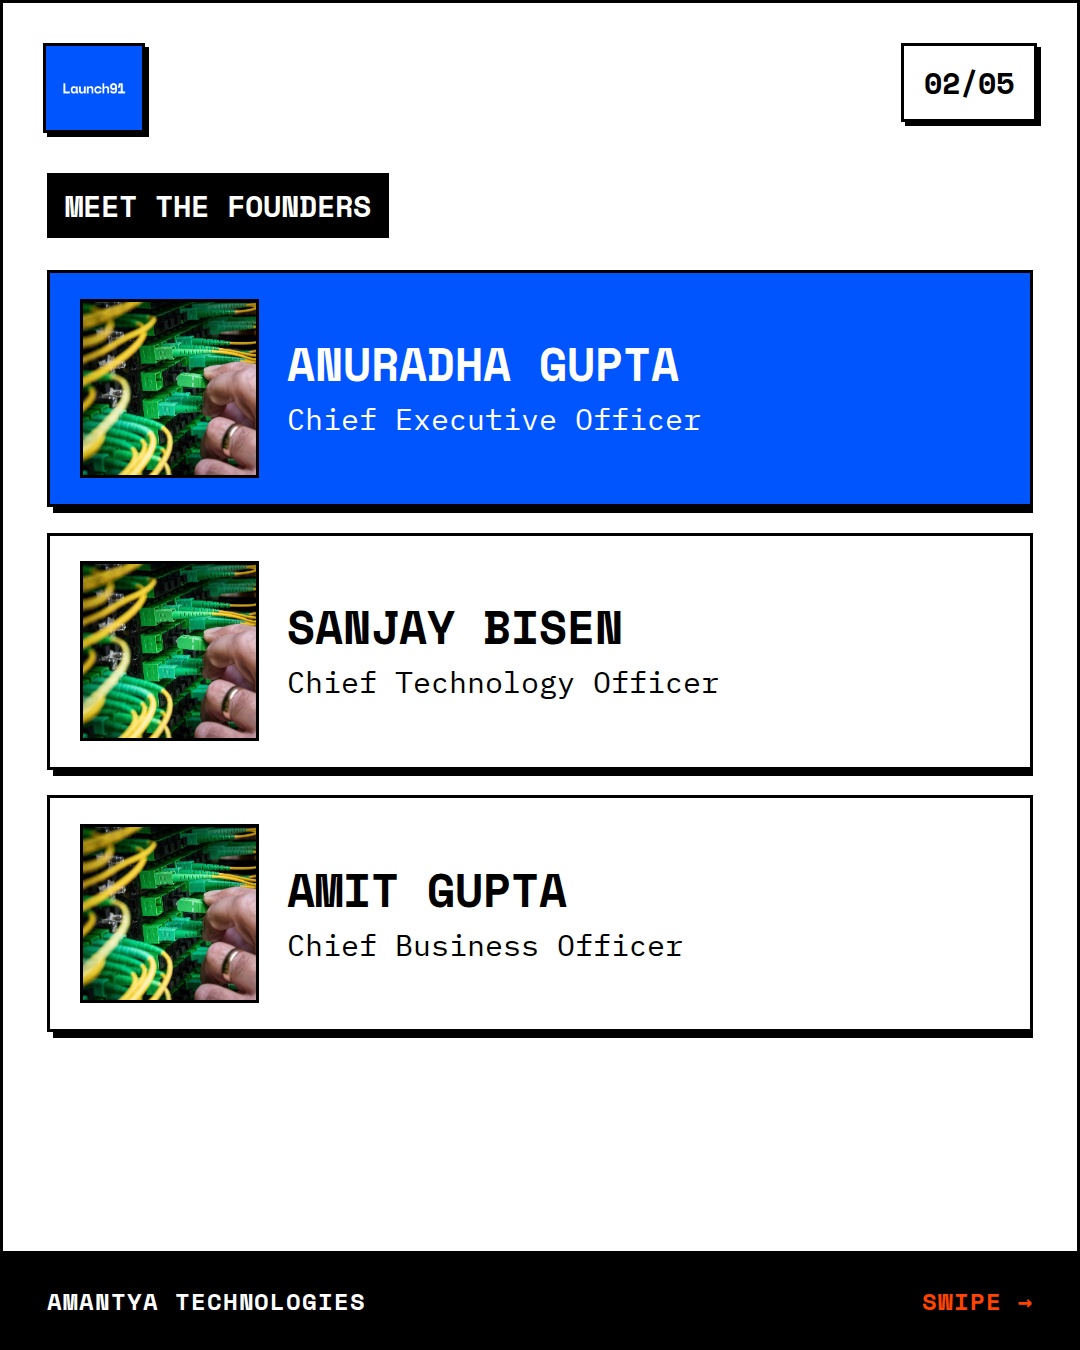 Launch91
02/05
MEET THE FOUNDERS
ANURADHA GUPTA
Chief Executive Officer
SANJAY BISEN
Chief Technology Officer
AMIT GUPTA
Chief Business Officer
AMANTYA TECHNOLOGIES
SWIPE →